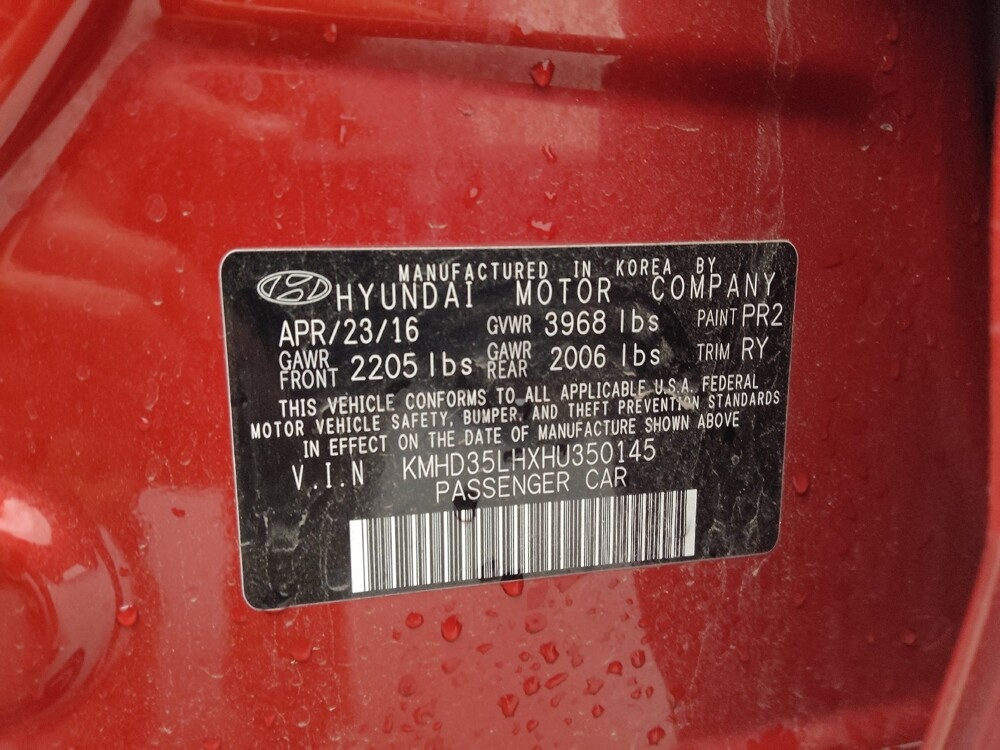 MANUFACTURED IN KOREA BY
HYUNDAI MOTOR COMPANY
APR/23/16 GVWR 3968 lbs PAINT PR2
GAWR FRONT 2205 lbs GAWR REAR 2006 lbs TRIM RY
THIS VEHICLE CONFORMS TO ALL APPLICABLE U.S.A. FEDERAL
MOTOR VEHICLE SAFETY, BUMPER, AND THEFT PREVENTION STANDARDS
IN EFFECT ON THE DATE OF MANUFACTURE SHOWN ABOVE
V.I.N KMHD35LHXHU350145
PASSENGER CAR